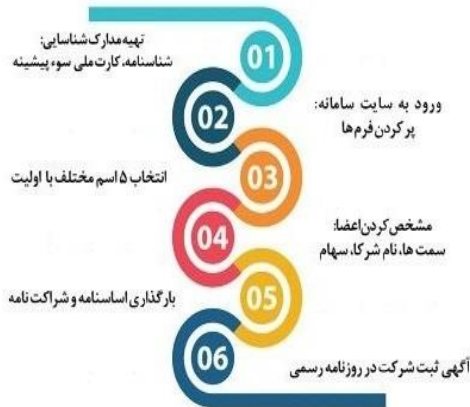 تهیه مدارک شناسایی:
شناسنامه، کارت ملی سوء پیشینه
01
ورود به سایت سامانه:
پر کردن فرم‌ها
02
انتخاب ۵ اسم مختلف با اولیت
03
مشخص کردن اعضا:
سمت ها، نام شرکا، سهام
04
بارگذاری اساسنامه و شراکت نامه
05
آگهی ثبت شرکت در روزنامه رسمی
06